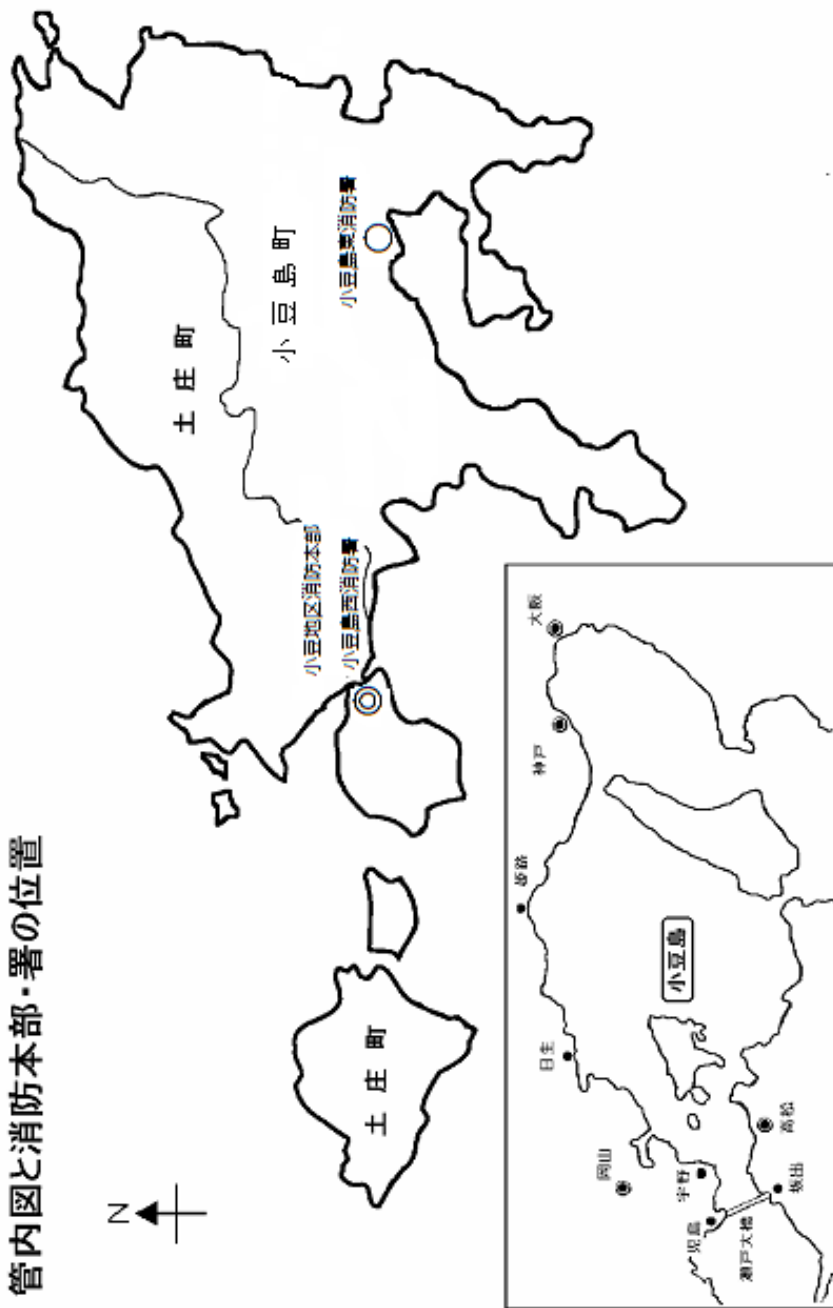 管内図と消防本部・署の位置
N
土庄町
小豆島町
小豆島東消防署
小豆地区消防本部
小豆島西消防署
土庄町
大阪
神戸
姫路
小豆島
日生
岡山
宇野
高松
児島
坂出
瀬戸大橋